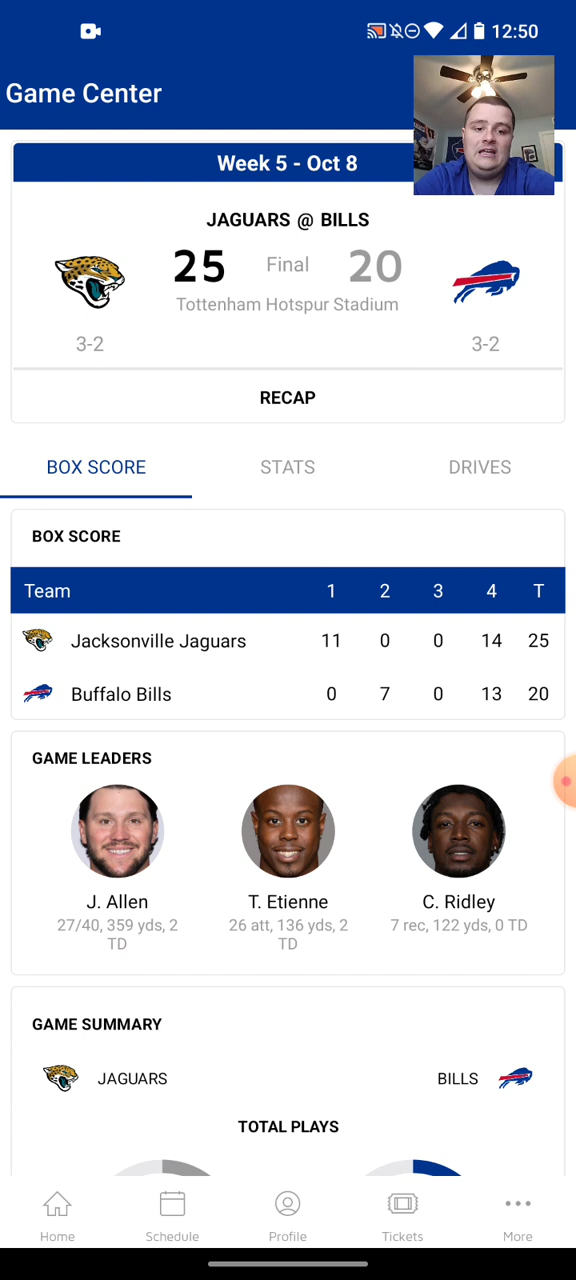 12:50
Game Center
Week 5 - Oct 8
JAGUARS @ BILLS
25 Final 20
Tottenham Hotspur Stadium
3-2 3-2
RECAP
BOX SCORE STATS DRIVES
BOX SCORE
Team 1 2 3 4 T
Jacksonville Jaguars 11 0 0 14 25
Buffalo Bills 0 7 0 13 20
GAME LEADERS
J. Allen T. Etienne C. Ridley
27/40, 359 yds, 2 26 att, 136 yds, 2 7 rec, 122 yds, 0 TD
TD TD
GAME SUMMARY
JAGUARS BILLS
TOTAL PLAYS
Home Schedule Profile Tickets More